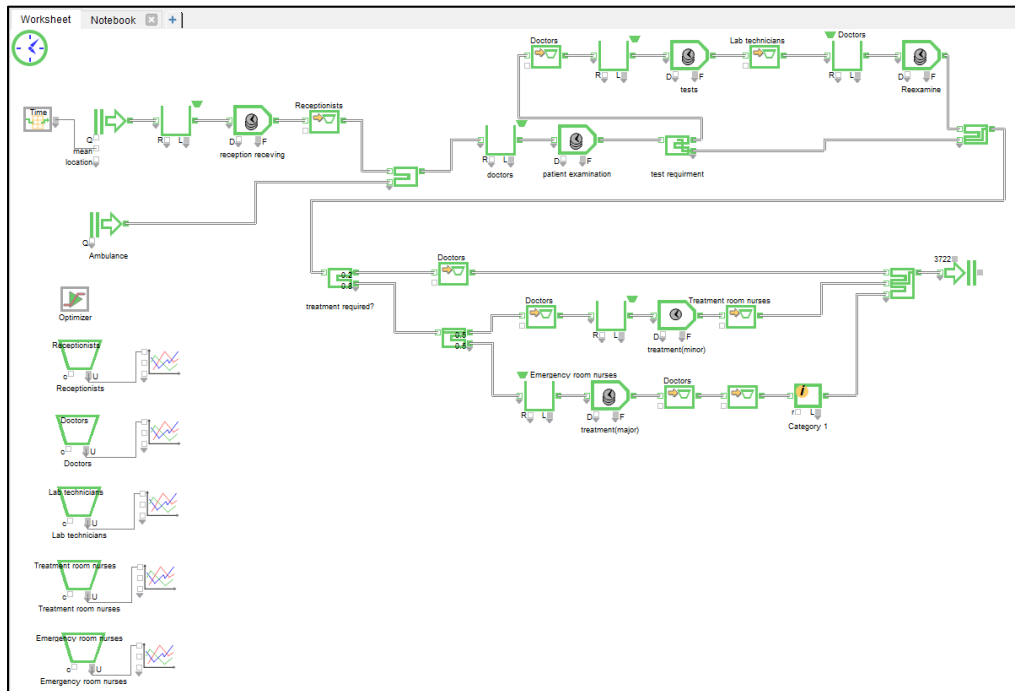 Worksheet
Notebook
Doctors
Lab technicians
Doctors
R L
D F
R L
D F
tests
Reexamine
Time
Receptionists
Q
mean
location
R L
D F
reception receving
R L
D F
doctors
patient examination
test requirment
Q
Ambulance
Doctors
3722
0.2
0.8
treatment required?
Doctors
Treatment room nurses
Optimizer
R L
D F
0.5
0.5
treatment(minor)
Receptionists
c U
Receptionists
Emergency room nurses
Doctors
i
R L
D F
r L
treatment(major)
Category 1
Doctors
c U
Doctors
Lab technicians
c U
Lab technicians
Treatment room nurses
c U
Treatment room nurses
Emergency room nurses
c U
Emergency room nurses